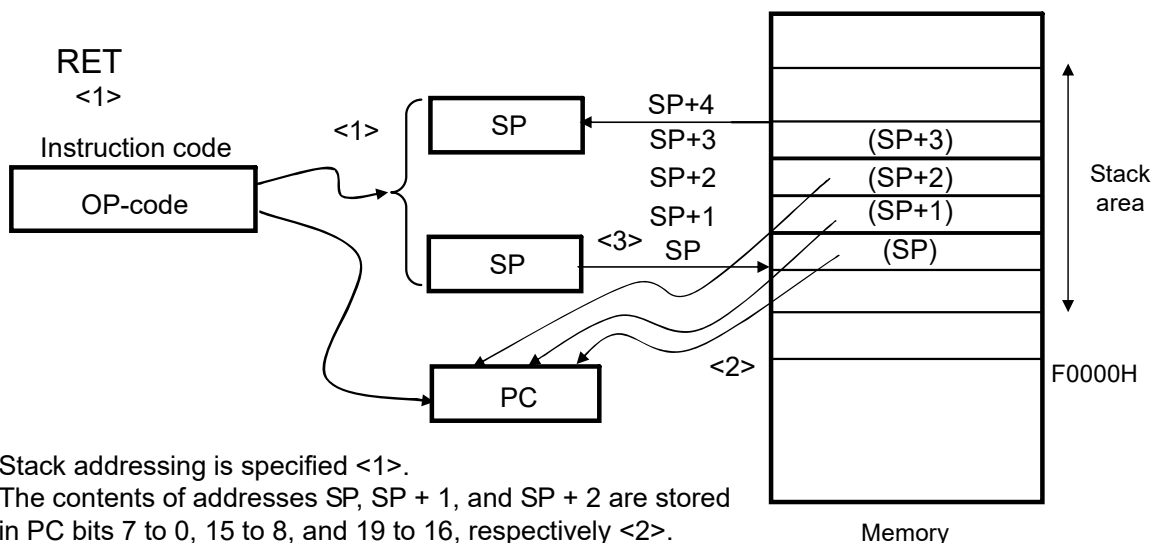 RET
<1>
Instruction code
OP-code
<1>
SP
SP+4
SP+3
SP+2
SP+1
SP
<3>
SP
(SP+3)
(SP+2)
(SP+1)
(SP)
Stack
area
<2>
PC
F0000H
Stack addressing is specified <1>.
The contents of addresses SP, SP + 1, and SP + 2 are stored
in PC bits 7 to 0, 15 to 8, and 19 to 16, respectively <2>.
Memory